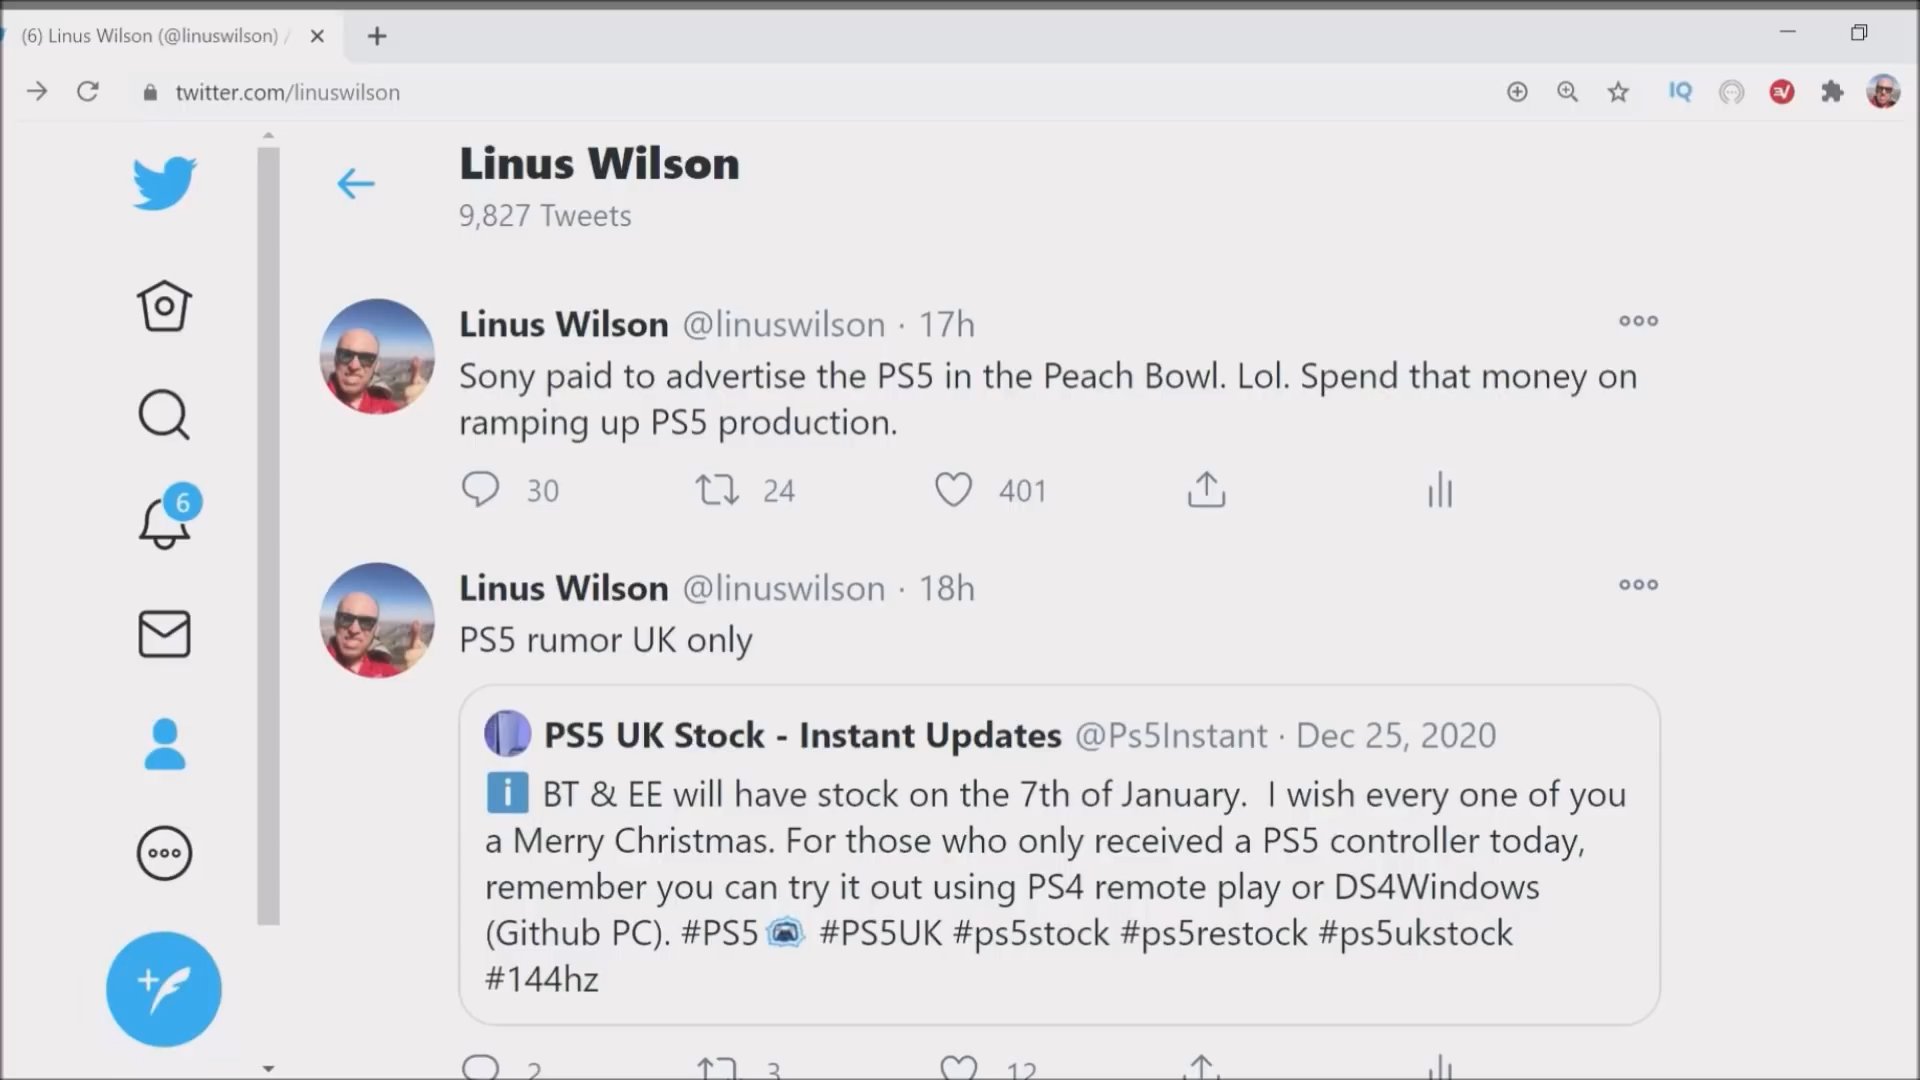 (6) Linus Wilson (@linuswilson) /
twitter.com/linuswilson
IQ
Linus Wilson
9,827 Tweets
Linus Wilson @linuswilson · 17h
Sony paid to advertise the PS5 in the Peach Bowl. Lol. Spend that money on
ramping up PS5 production.
30 24 401
6
Linus Wilson @linuswilson · 18h
PS5 rumor UK only
PS5 UK Stock - Instant Updates @Ps5Instant · Dec 25, 2020
i BT & EE will have stock on the 7th of January. I wish every one of you
a Merry Christmas. For those who only received a PS5 controller today,
remember you can try it out using PS4 remote play or DS4Windows
(Github PC). #PS5 #PS5UK #ps5stock #ps5restock #ps5ukstock
#144hz
2 3 12